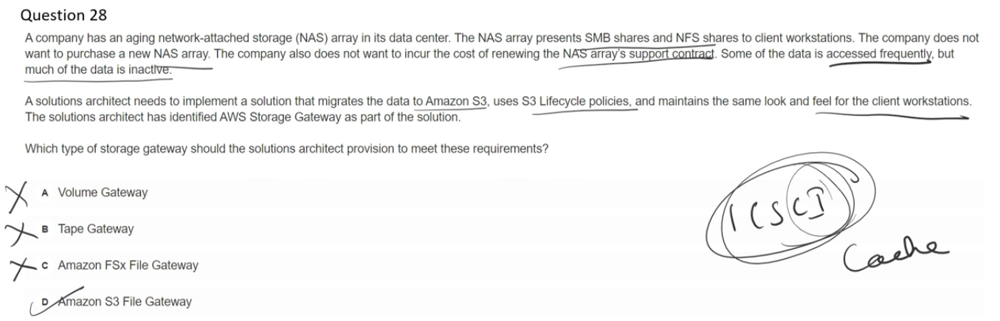 Question 28
A company has an aging network-attached storage (NAS) array in its data center. The NAS array presents SMB shares and NFS shares to client workstations. The company does not
want to purchase a new NAS array. The company also does not want to incur the cost of renewing the NAS array's support contract. Some of the data is accessed frequently, but
much of the data is inactive.
A solutions architect needs to implement a solution that migrates the data to Amazon S3, uses S3 Lifecycle policies, and maintains the same look and feel for the client workstations.
The solutions architect has identified AWS Storage Gateway as part of the solution.
Which type of storage gateway should the solutions architect provision to meet these requirements?
A Volume Gateway
B Tape Gateway
C Amazon FSx File Gateway
D Amazon S3 File Gateway
ICSCI
Cache